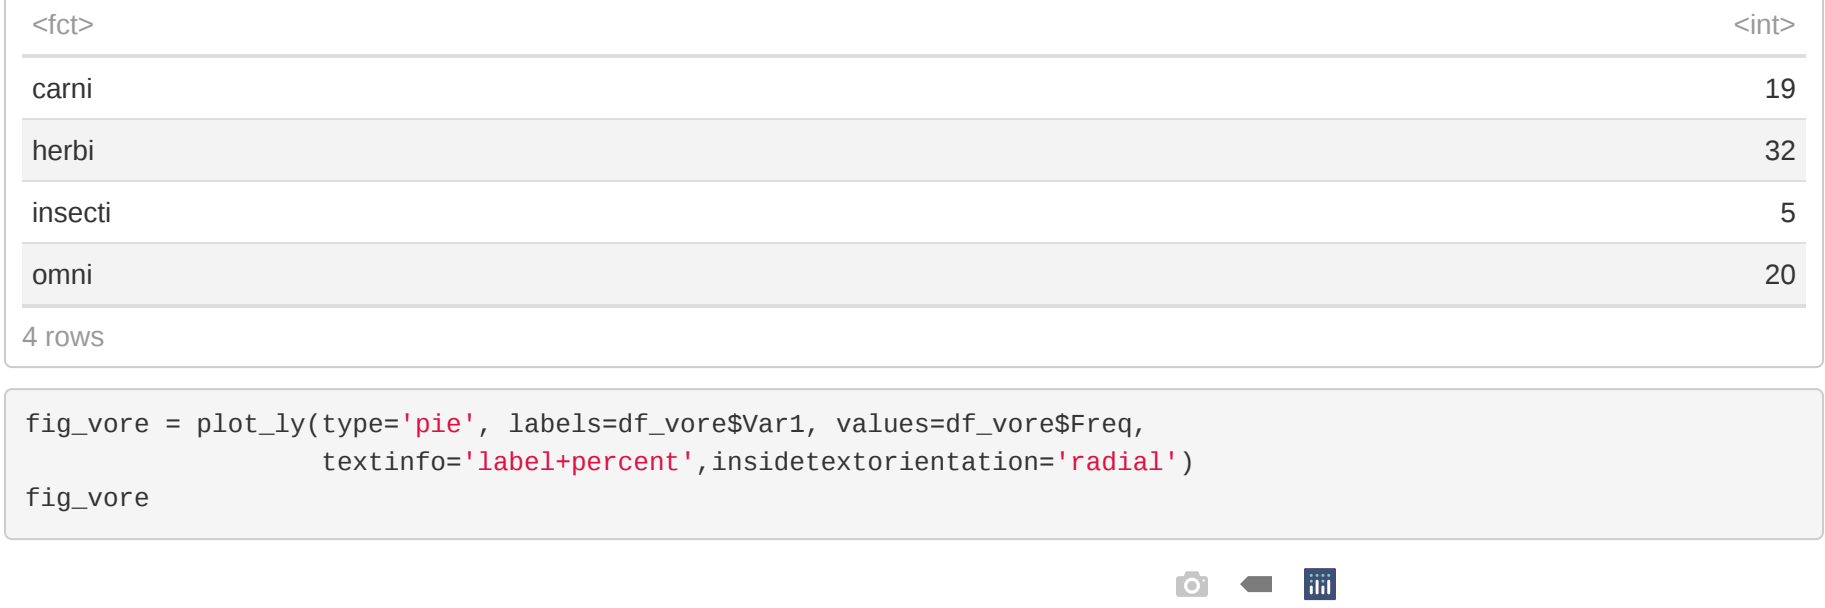 <fct> <int>
carni 19
herbi 32
insecti 5
omni 20
4 rows
fig_vore = plot_ly(type='pie', labels=df_vore$Var1, values=df_vore$Freq,
textinfo='label+percent',insidetextorientation='radial')
fig_vore